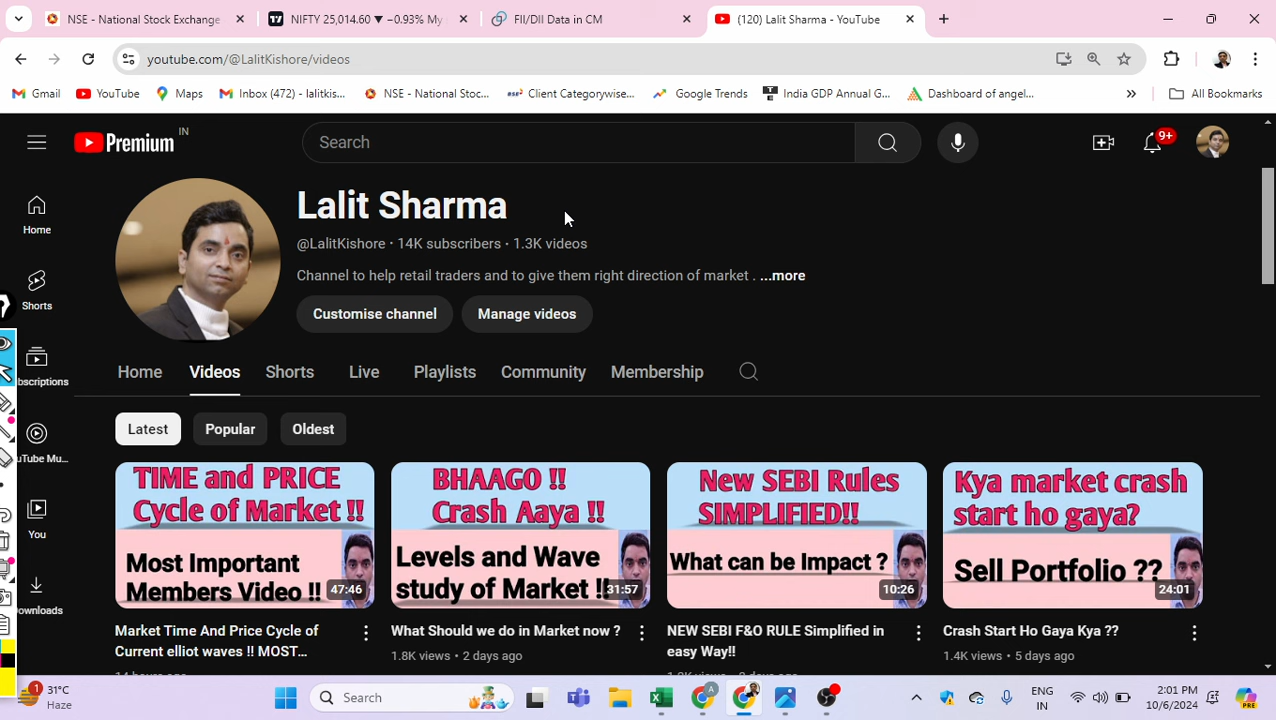 NSE - National Stock Exchange
NIFTY 25,014.60 ▼ −0.93% My
FII/DII Data in CM
(120) Lalit Sharma - YouTube
youtube.com/@LalitKishore/videos
Gmail YouTube Maps Inbox (472) - lalitkis... NSE - National Stoc... Client Categorywise... Google Trends India GDP Annual G... Dashboard of angel... » All Bookmarks
Premium IN
Search
9+
Lalit Sharma
@LalitKishore · 14K subscribers · 1.3K videos
Channel to help retail traders and to give them right direction of market . ...more
Customise channel Manage videos
Home
Shorts
bscriptions
uTube Mu...
You
ownloads
Home Videos Shorts Live Playlists Community Membership
Latest Popular Oldest
TIME and PRICE
Cycle of Market !!
Most Important
Members Video !!
47:46
Market Time And Price Cycle of
Current elliot waves !! MOST...
BHAAGO !!
Crash Aaya !!
Levels and Wave
study of Market !!
31:57
What Should we do in Market now ?
1.8K views · 2 days ago
New SEBI Rules
SIMPLIFIED!!
What can be Impact ?
10:26
NEW SEBI F&O RULE Simplified in
easy Way!!
Kya market crash
start ho gaya?
Sell Portfolio ??
24:01
Crash Start Ho Gaya Kya ??
1.4K views · 5 days ago
1
31°C
Haze
Search
ENG
IN
2:01 PM
10/6/2024
PRE